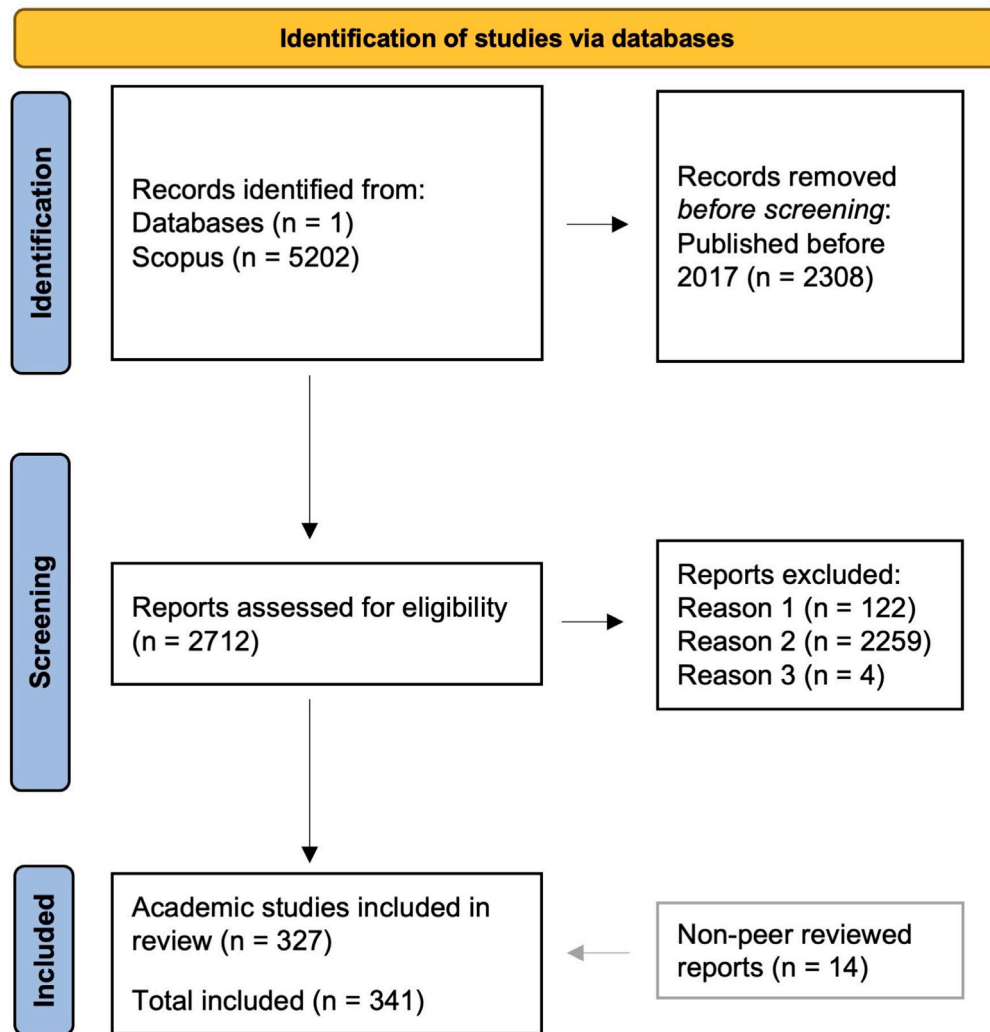 Identification of studies via databases
Identification
Records identified from:
Databases (n = 1)
Scopus (n = 5202)
Records removed
before screening:
Published before
2017 (n = 2308)
Screening
Reports assessed for eligibility
(n = 2712)
Reports excluded:
Reason 1 (n = 122)
Reason 2 (n = 2259)
Reason 3 (n = 4)
Included
Academic studies included in
review (n = 327)
Total included (n = 341)
Non-peer reviewed
reports (n = 14)